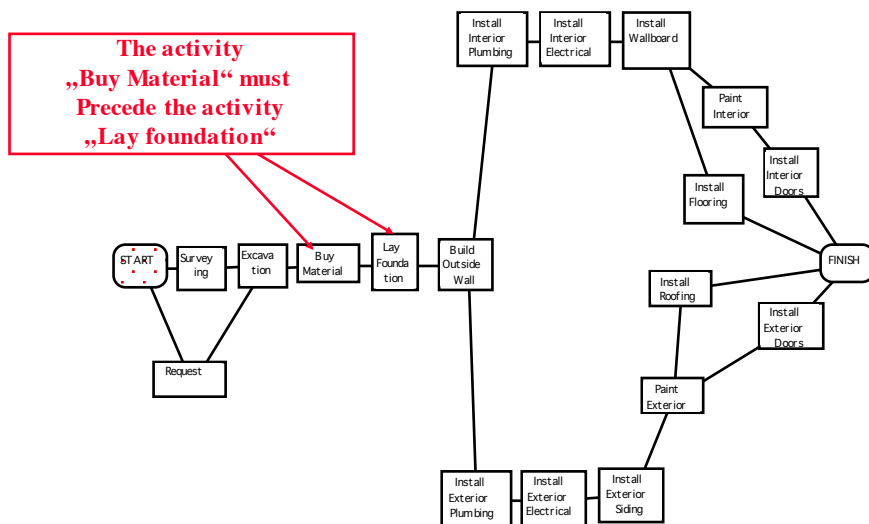 The activity
„Buy Material“ must
Precede the activity
„Lay foundation“
Install
Interior
Plumbing
Install
Interior
Electrical
Install
Wallboard
Paint
Interior
Install
Interior
Doors
Install
Flooring
START
Survey
ing
Excava
tion
Buy
Material
Lay
Founda
tion
Build
Outside
Wall
FINISH
Install
Roofing
Install
Exterior
Doors
Request
Paint
Exterior
Install
Exterior
Plumbing
Install
Exterior
Electrical
Install
Exterior
Siding